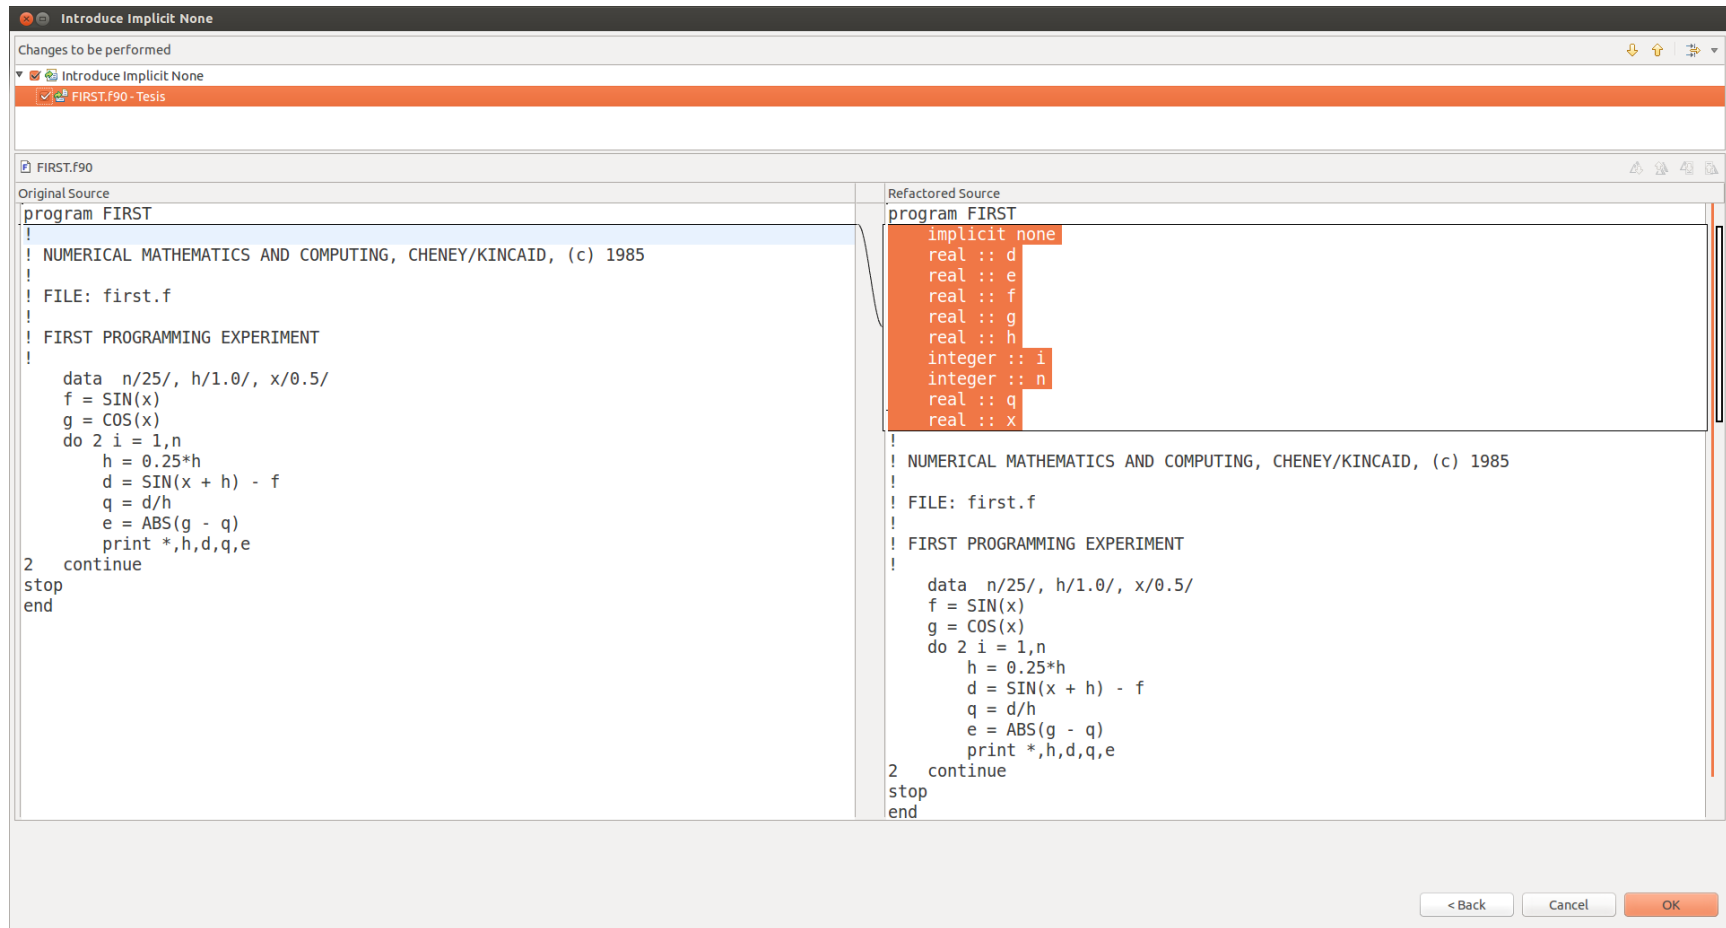 Introduce Implicit None
Changes to be performed
Introduce Implicit None
FIRST.f90 - Tesis
FIRST.f90
Original Source
program FIRST
!
! NUMERICAL MATHEMATICS AND COMPUTING, CHENEY/KINCAID, (c) 1985
!
! FILE: first.f
!
! FIRST PROGRAMMING EXPERIMENT
!
    data  n/25/, h/1.0/, x/0.5/
    f = SIN(x)
    g = COS(x)
    do 2 i = 1,n
        h = 0.25*h
        d = SIN(x + h) - f
        q = d/h
        e = ABS(g - q)
        print *,h,d,q,e
2   continue
stop
end
Refactored Source
program FIRST
    implicit none
    real :: d
    real :: e
    real :: f
    real :: g
    real :: h
    integer :: i
    integer :: n
    real :: q
    real :: x
!
! NUMERICAL MATHEMATICS AND COMPUTING, CHENEY/KINCAID, (c) 1985
!
! FILE: first.f
!
! FIRST PROGRAMMING EXPERIMENT
!
    data  n/25/, h/1.0/, x/0.5/
    f = SIN(x)
    g = COS(x)
    do 2 i = 1,n
        h = 0.25*h
        d = SIN(x + h) - f
        q = d/h
        e = ABS(g - q)
        print *,h,d,q,e
2   continue
stop
end
< Back
Cancel
OK